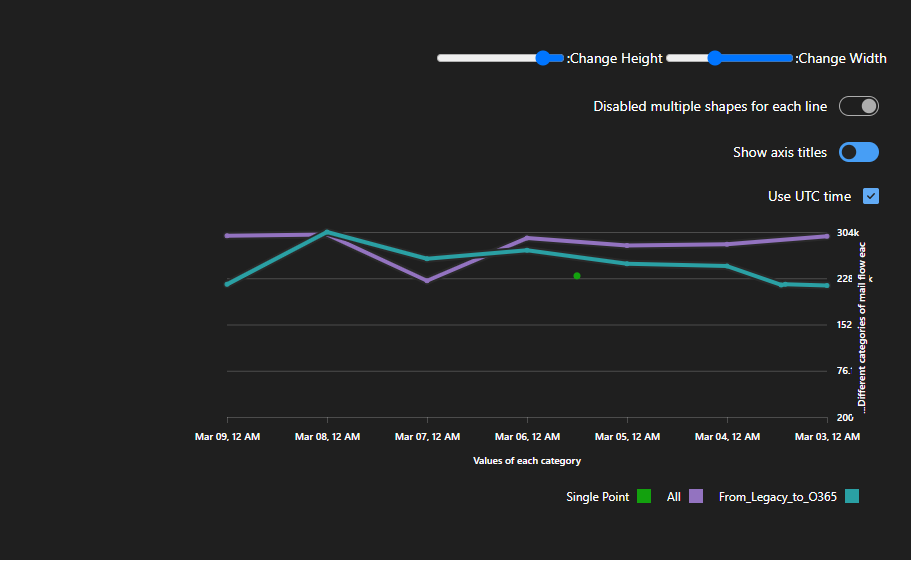 :Change Height :Change Width
Disabled multiple shapes for each line
Show axis titles
Use UTC time
304k
228
k
152
76.
200
...Different categories of mail flow eac
Mar 09, 12 AM Mar 08, 12 AM Mar 07, 12 AM Mar 06, 12 AM Mar 05, 12 AM Mar 04, 12 AM Mar 03, 12 AM
Values of each category
Single Point All From_Legacy_to_O365